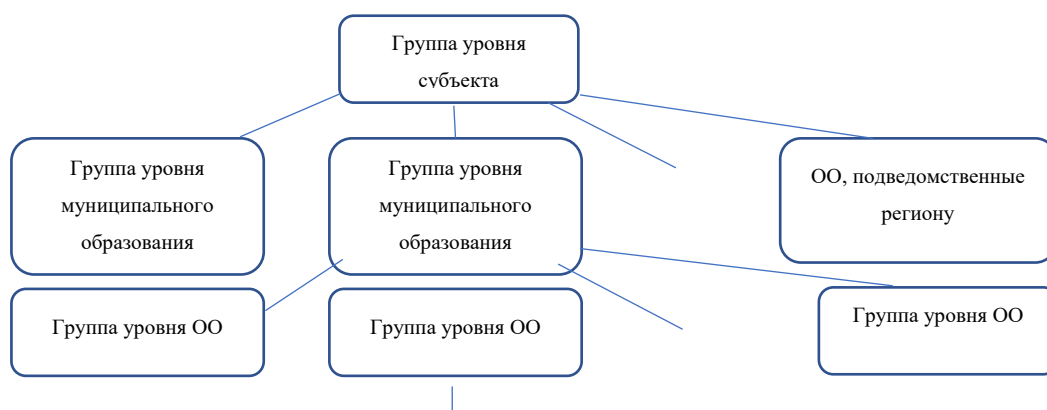 Группа уровня
субъекта
Группа уровня
муниципального
образования
Группа уровня
муниципального
образования
ОО, подведомственные
региону
Группа уровня ОО
Группа уровня ОО
Группа уровня ОО